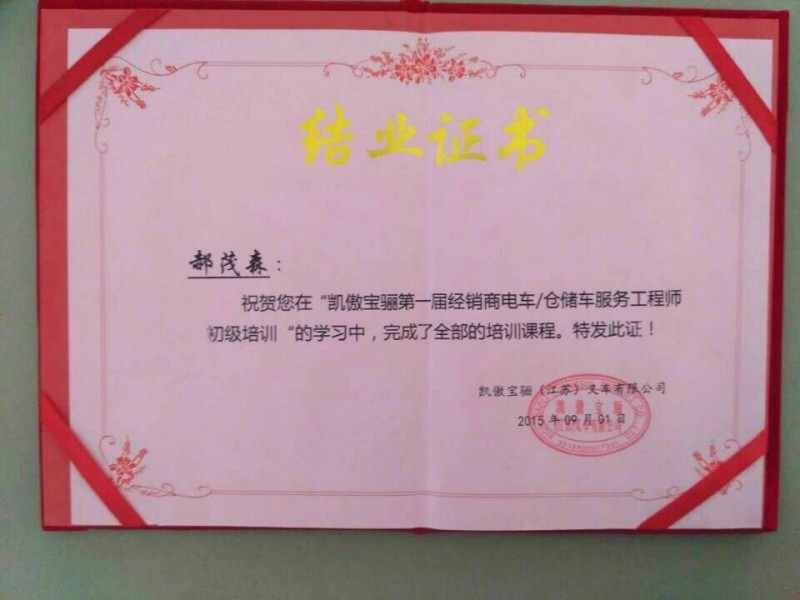 结业证书
郝茂森：
祝贺您在“凯傲宝骊第一届经销商电车/仓储车服务工程师
初级培训“的学习中，完成了全部的培训课程。特发此证！
凯傲宝骊（江苏）叉车有限公司
2015年09月01日
凯傲宝骊